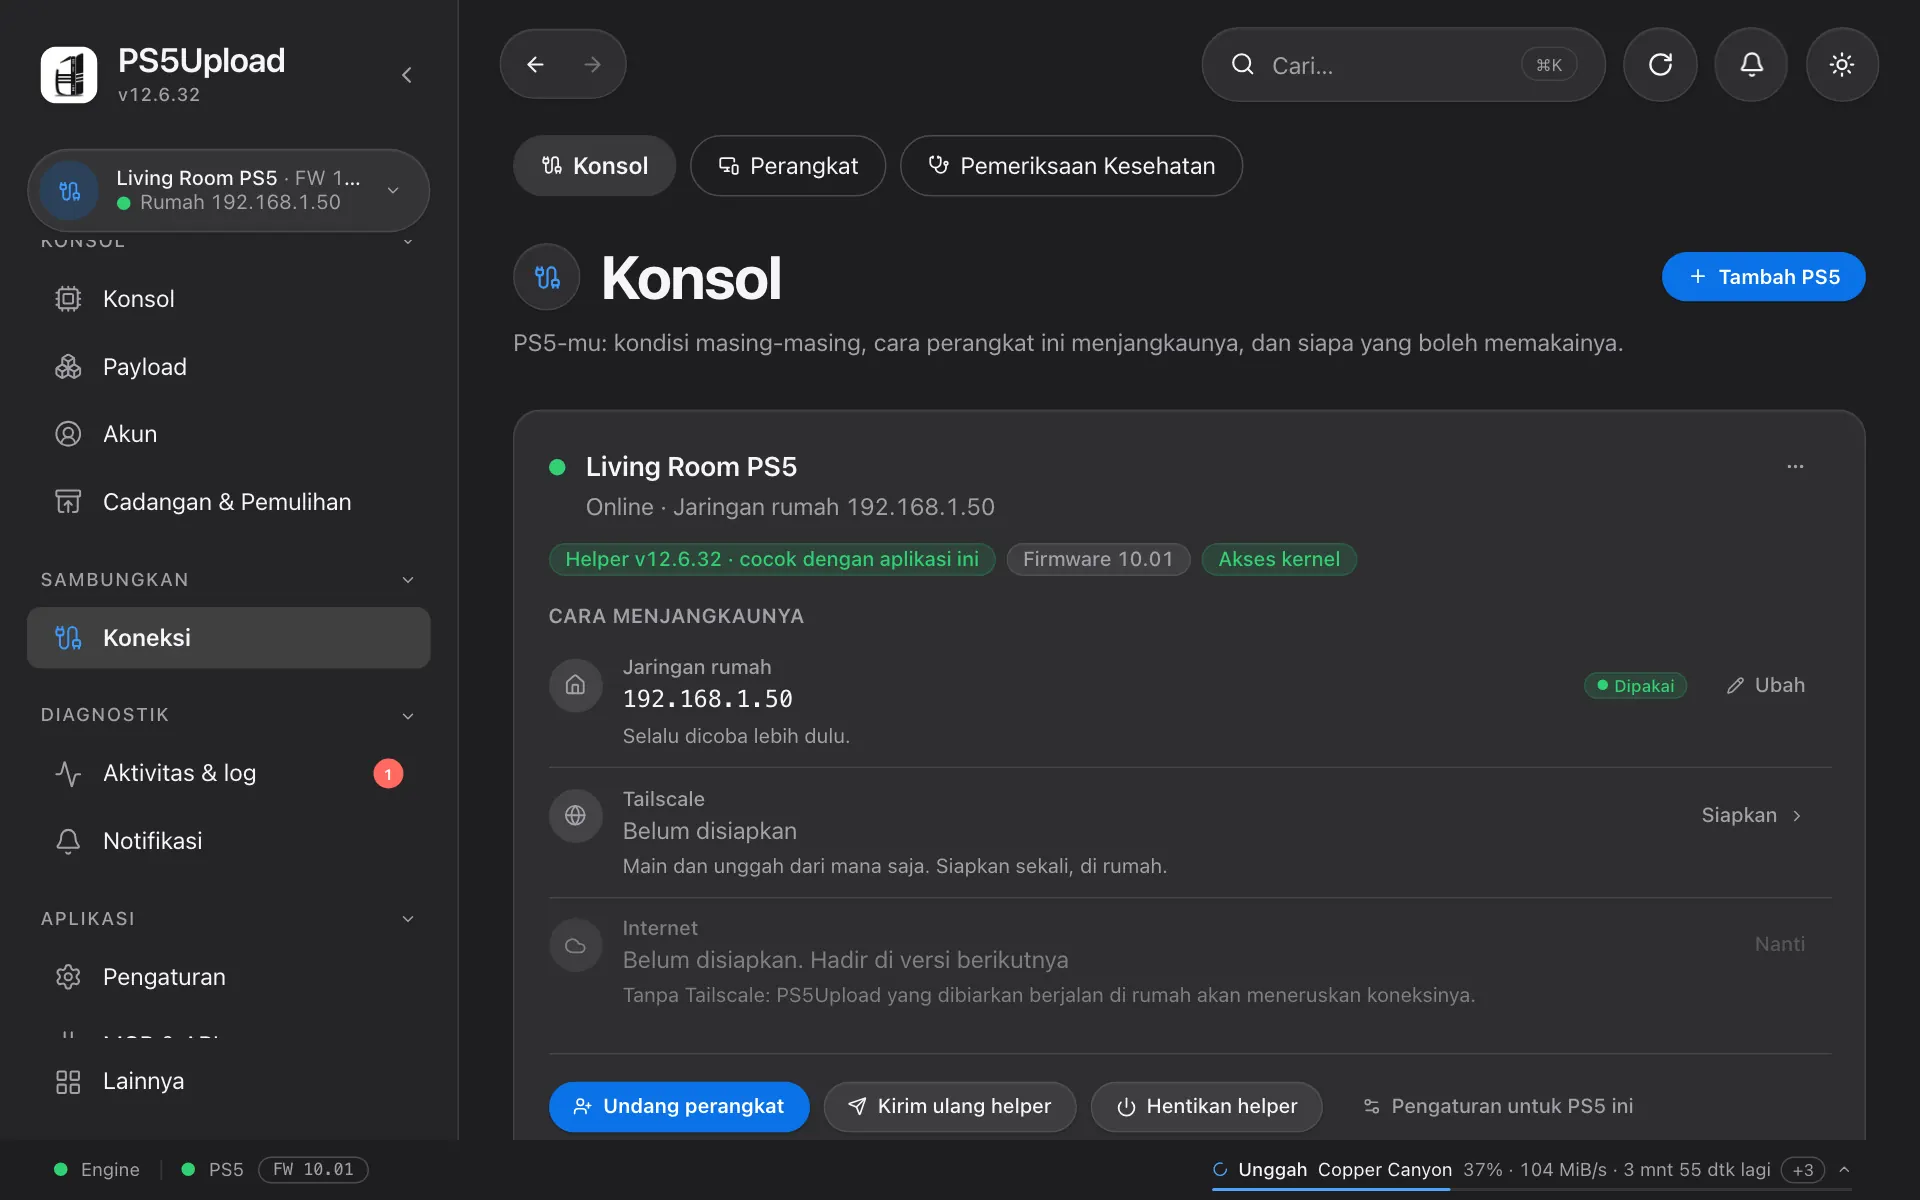 PS5Upload
v12.6.32
Living Room PS5 · FW 1...
Rumah 192.168.1.50
KONSOL
Konsol
Payload
Akun
Cadangan & Pemulihan
SAMBUNGKAN
Koneksi
DIAGNOSTIK
Aktivitas & log
1
Notifikasi
APLIKASI
Pengaturan
MCP & API
Lainnya
Cari...
⌘K
Konsol
Perangkat
Pemeriksaan Kesehatan
Konsol
Tambah PS5
PS5-mu: kondisi masing-masing, cara perangkat ini menjangkaunya, dan siapa yang boleh memakainya.
Living Room PS5
Online · Jaringan rumah 192.168.1.50
Helper v12.6.32 · cocok dengan aplikasi ini
Firmware 10.01
Akses kernel
CARA MENJANGKAUNYA
Jaringan rumah
192.168.1.50
Selalu dicoba lebih dulu.
Dipakai
Ubah
Tailscale
Belum disiapkan
Main dan unggah dari mana saja. Siapkan sekali, di rumah.
Siapkan
Internet
Belum disiapkan. Hadir di versi berikutnya
Tanpa Tailscale: PS5Upload yang dibiarkan berjalan di rumah akan meneruskan koneksinya.
Nanti
Undang perangkat
Kirim ulang helper
Hentikan helper
Pengaturan untuk PS5 ini
Engine
PS5
FW 10.01
Unggah Copper Canyon 37% · 104 MiB/s · 3 mnt 55 dtk lagi
+3